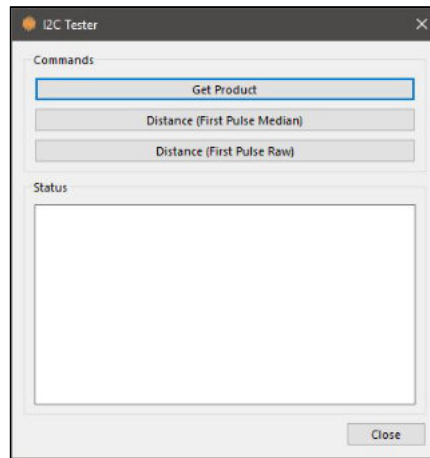 I2C Tester
Commands
Get Product
Distance (First Pulse Median)
Distance (First Pulse Raw)
Status
Close